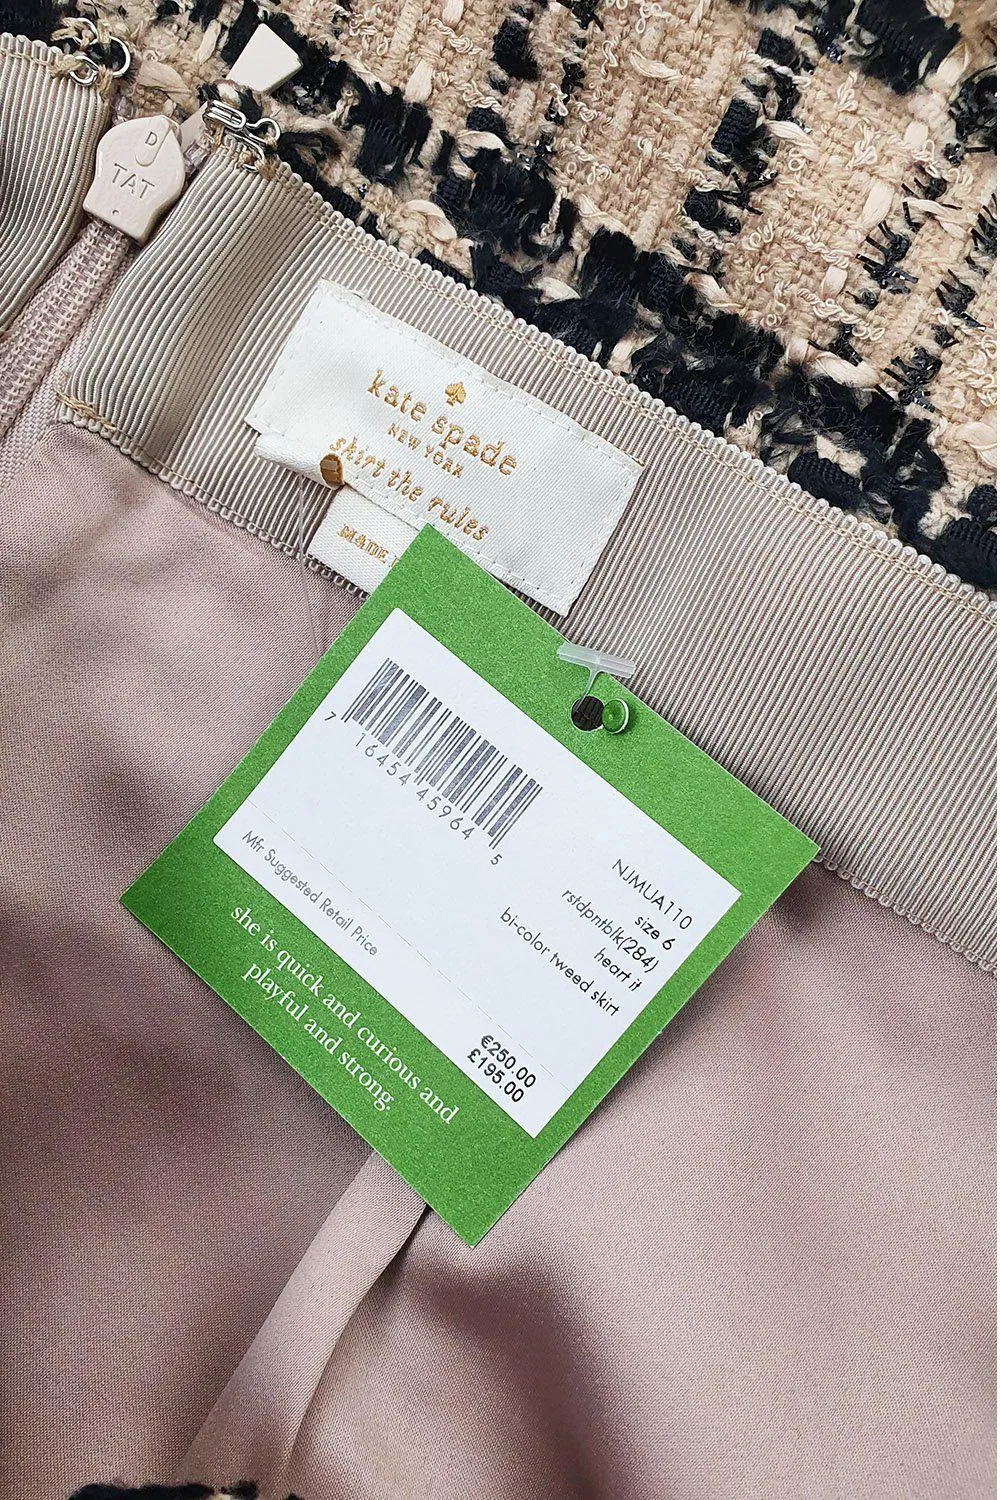 D
TAT
kate spade
NEW YORK
skirt the rules
MADE
7 16454 45964 5
NJMUA110
size 6
rstdpntblk(284)
heart it
bi-color tweed skirt
Mfr Suggested Retail Price
€250.00
£195.00
she is quick and curious and
playful and strong.